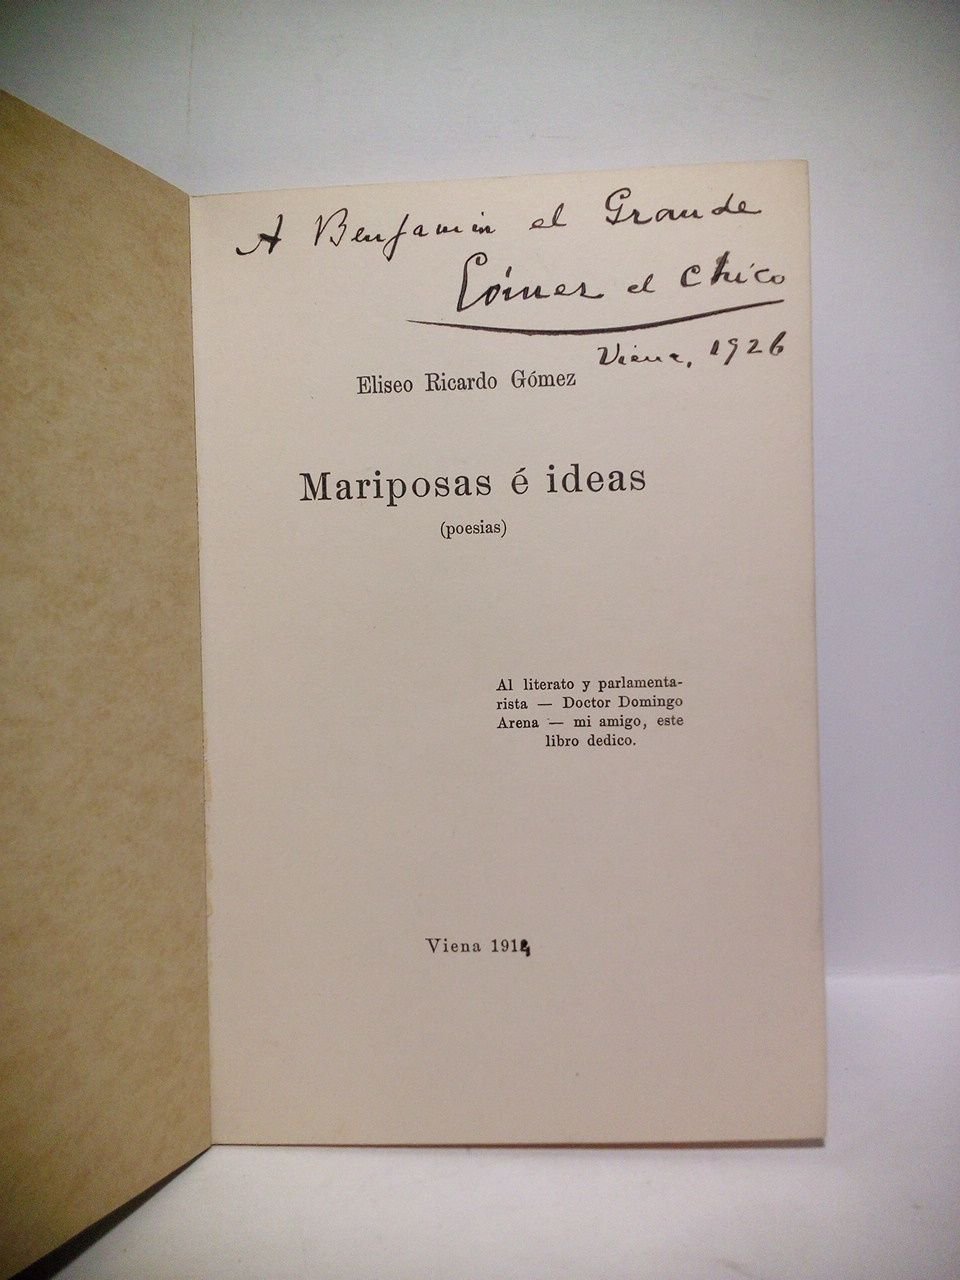 A Benjamin el Grande
Gómez el Chico
Viena, 1926
Eliseo Ricardo Gómez
Mariposas é ideas
(poesias)
Al literato y parlamenta-
rista — Doctor Domingo
Arena — mi amigo, este
libro dedico.
Viena 1914